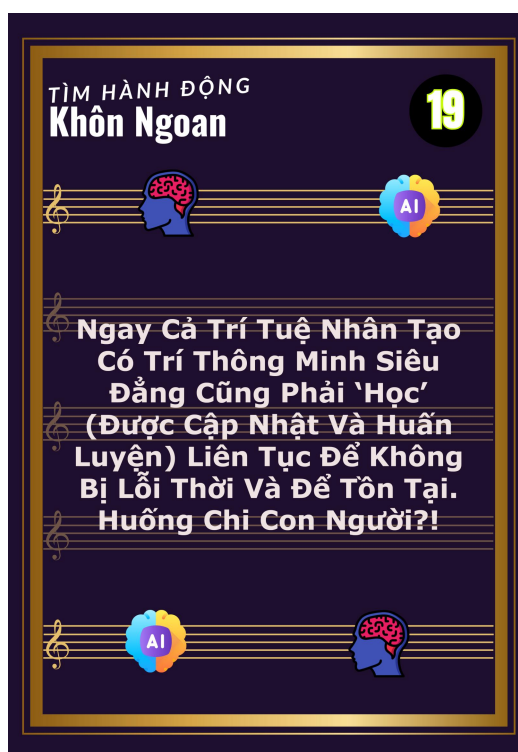 TÌM HÀNH ĐỘNG
Khôn Ngoan
19
AI
Ngay Cả Trí Tuệ Nhân Tạo
Có Trí Thông Minh Siêu
Đẳng Cũng Phải ‘Học’
(Được Cập Nhật Và Huấn
Luyện) Liên Tục Để Không
Bị Lỗi Thời Và Để Tồn Tại.
Huống Chi Con Người?!
AI